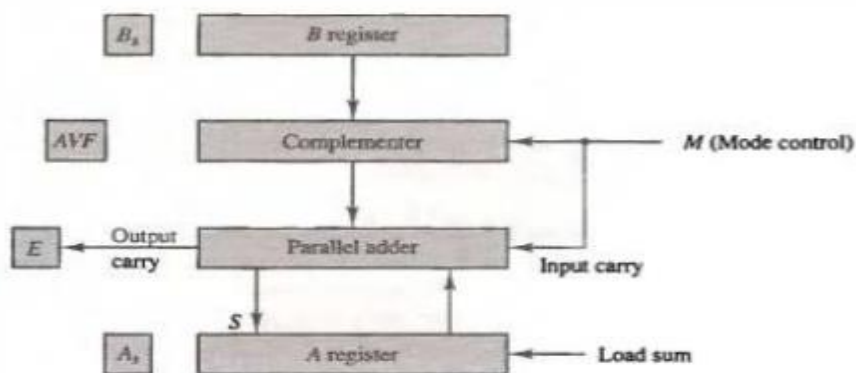 Bs B register
AVF Complementer M (Mode control)
E Output carry Parallel adder Input carry
S
As A register Load sum